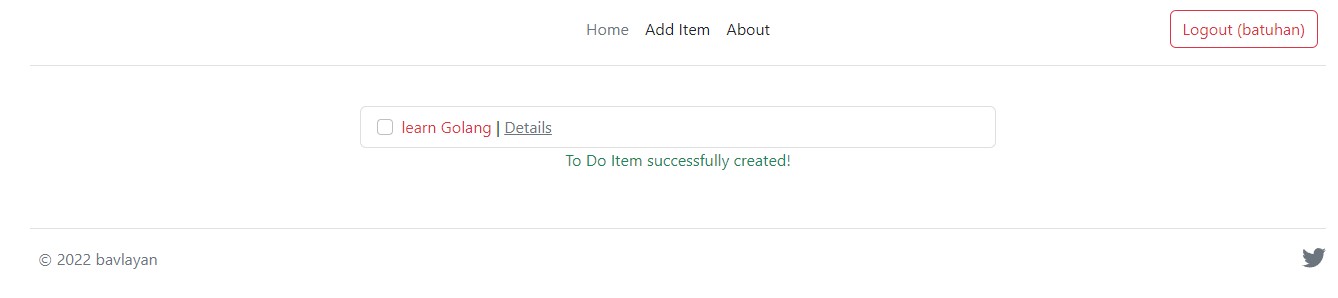 Home Add Item About Logout (batuhan)
learn Golang | Details
To Do Item successfully created!
© 2022 bavlayan